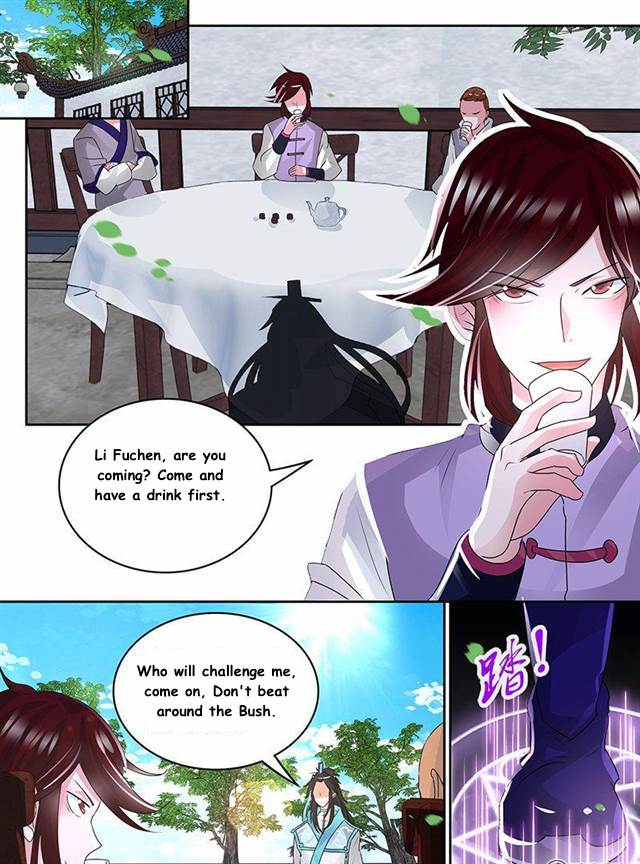 Li Fuchen, are you
coming? Come and
have a drink first.
Who will challenge me,
come on, Don't beat
around the Bush.
踏!